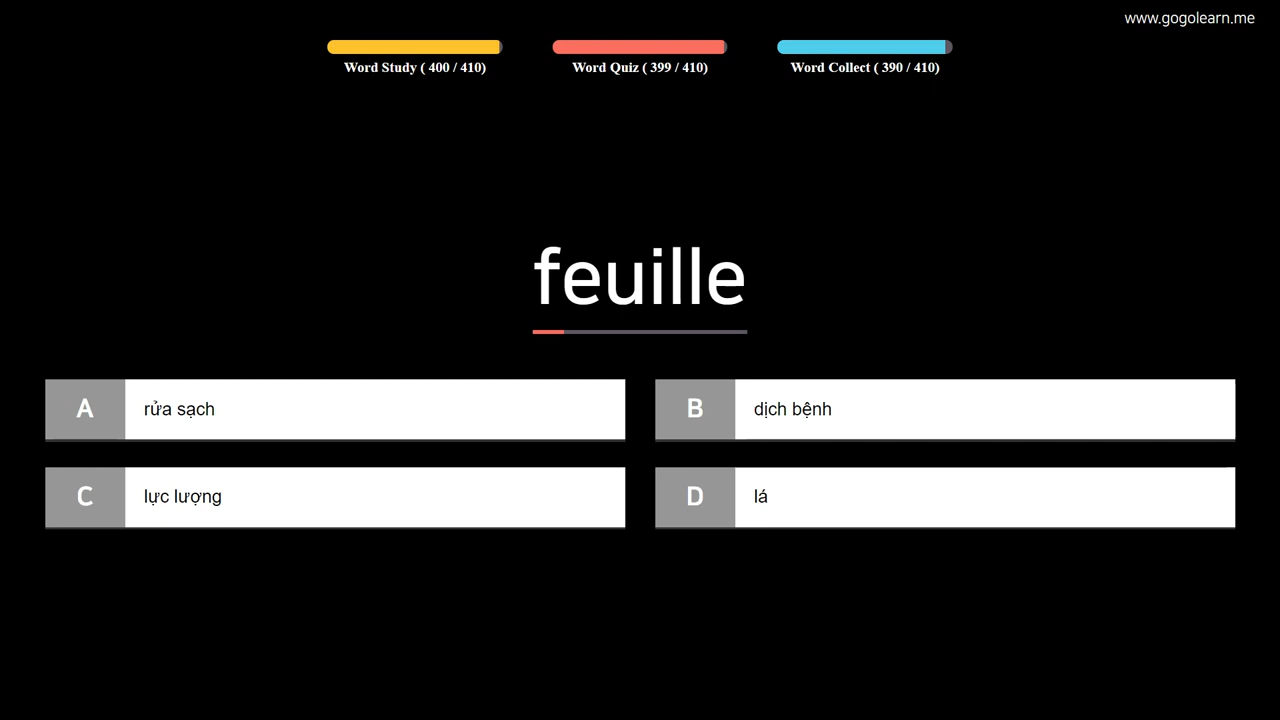 www.gogolearn.me
Word Study ( 400 / 410)
Word Quiz ( 399 / 410)
Word Collect ( 390 / 410)
feuille
A rửa sạch
B dịch bệnh
C lực lượng
D lá